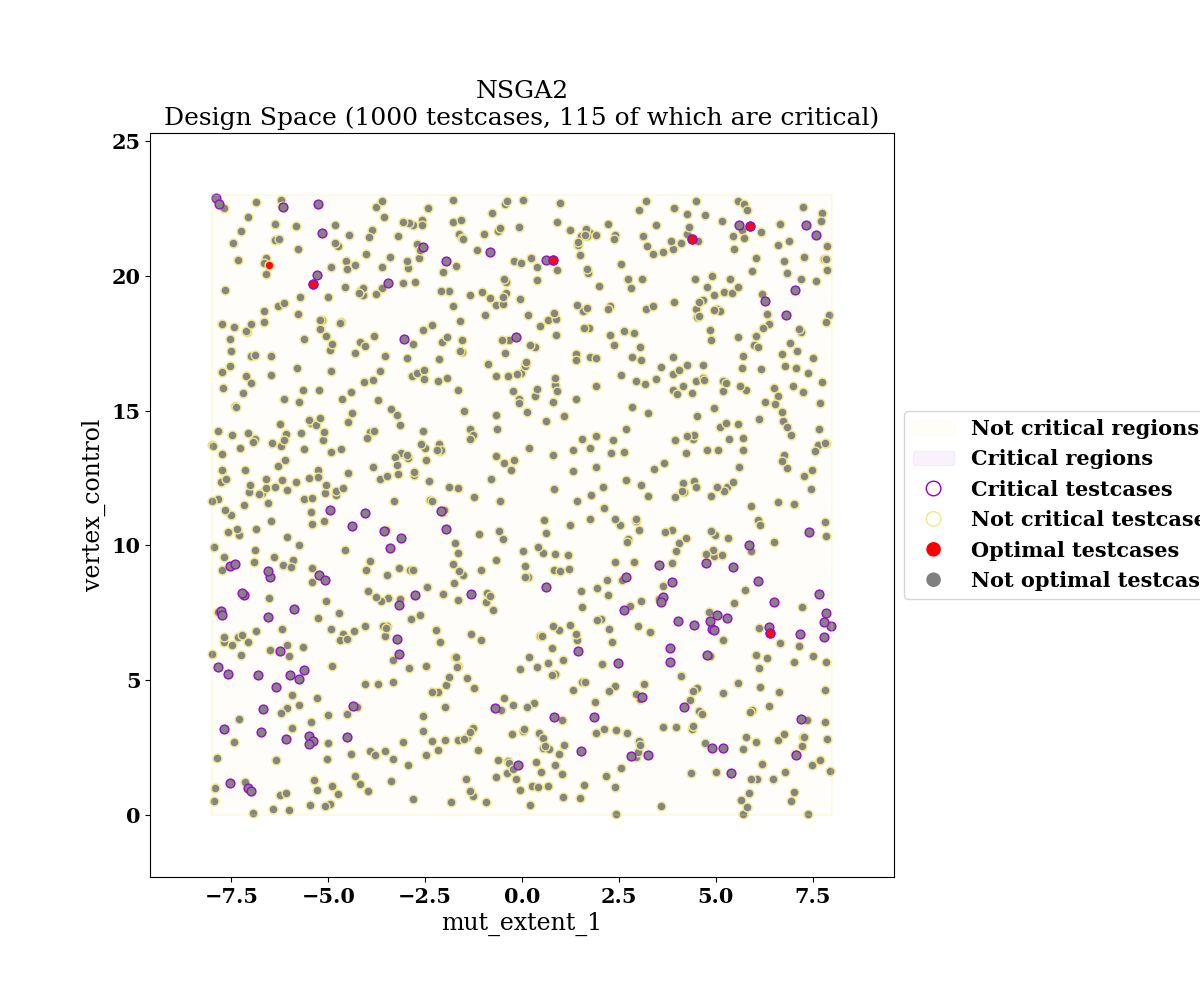 NSGA2
Design Space (1000 testcases, 115 of which are critical)
25
20
15
10
5
0
vertex_control
−7.5 −5.0 −2.5 0.0 2.5 5.0 7.5
mut_extent_1
Not critical regions
Critical regions
Critical testcases
Not critical testcase
Optimal testcases
Not optimal testcas